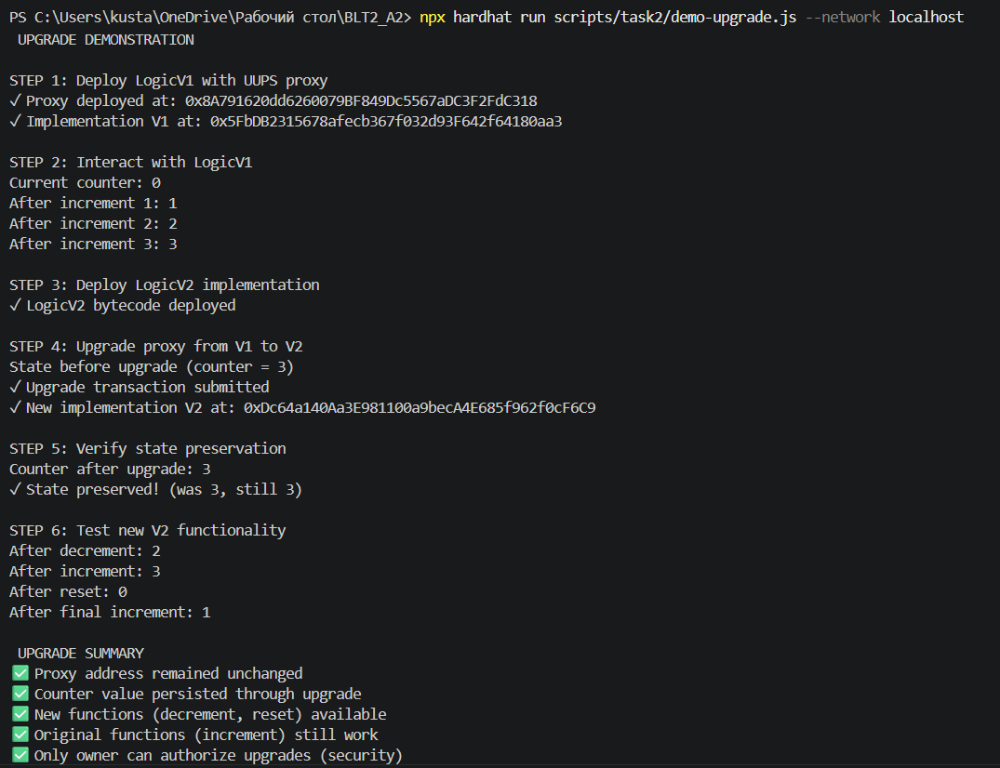 PS C:\Users\kusta\OneDrive\Рабочий стол\BLT2_A2> npx hardhat run scripts/task2/demo-upgrade.js --network localhost
UPGRADE DEMONSTRATION
STEP 1: Deploy LogicV1 with UUPS proxy
✓ Proxy deployed at: 0x8A791620dd6260079BF849Dc5567aDC3F2FdC318
✓ Implementation V1 at: 0x5FbDB2315678afecb367f032d93F642f64180aa3
STEP 2: Interact with LogicV1
Current counter: 0
After increment 1: 1
After increment 2: 2
After increment 3: 3
STEP 3: Deploy LogicV2 implementation
✓ LogicV2 bytecode deployed
STEP 4: Upgrade proxy from V1 to V2
State before upgrade (counter = 3)
✓ Upgrade transaction submitted
✓ New implementation V2 at: 0xDc64a140Aa3E981100a9becA4E685f962f0cF6C9
STEP 5: Verify state preservation
Counter after upgrade: 3
✓ State preserved! (was 3, still 3)
STEP 6: Test new V2 functionality
After decrement: 2
After increment: 3
After reset: 0
After final increment: 1
UPGRADE SUMMARY
✅ Proxy address remained unchanged
✅ Counter value persisted through upgrade
✅ New functions (decrement, reset) available
✅ Original functions (increment) still work
✅ Only owner can authorize upgrades (security)